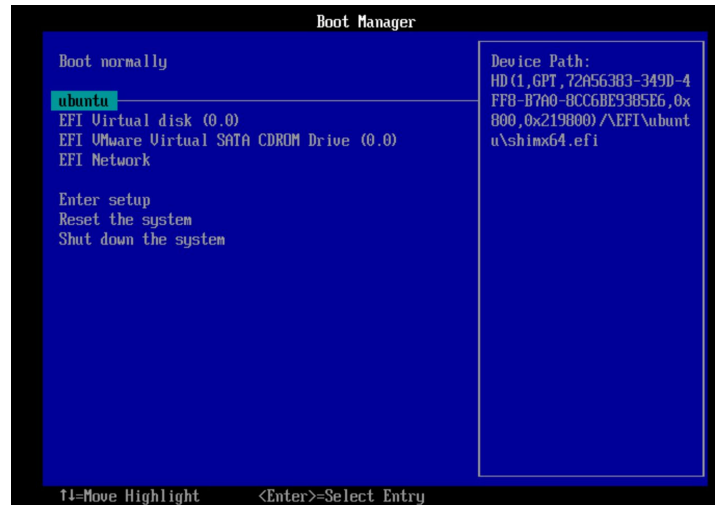 Boot Manager
Boot normally
ubuntu
EFI Virtual disk (0.0)
EFI VMware Virtual SATA CDROM Drive (0.0)
EFI Network
Enter setup
Reset the system
Shut down the system
Device Path:
HD(1,GPT,72A56383-349D-4
FF8-B7A0-8CC6BE9385E6,0x
800,0x219800)/\EFI\ubunt
u\shimx64.efi
↑↓=Move Highlight <Enter>=Select Entry